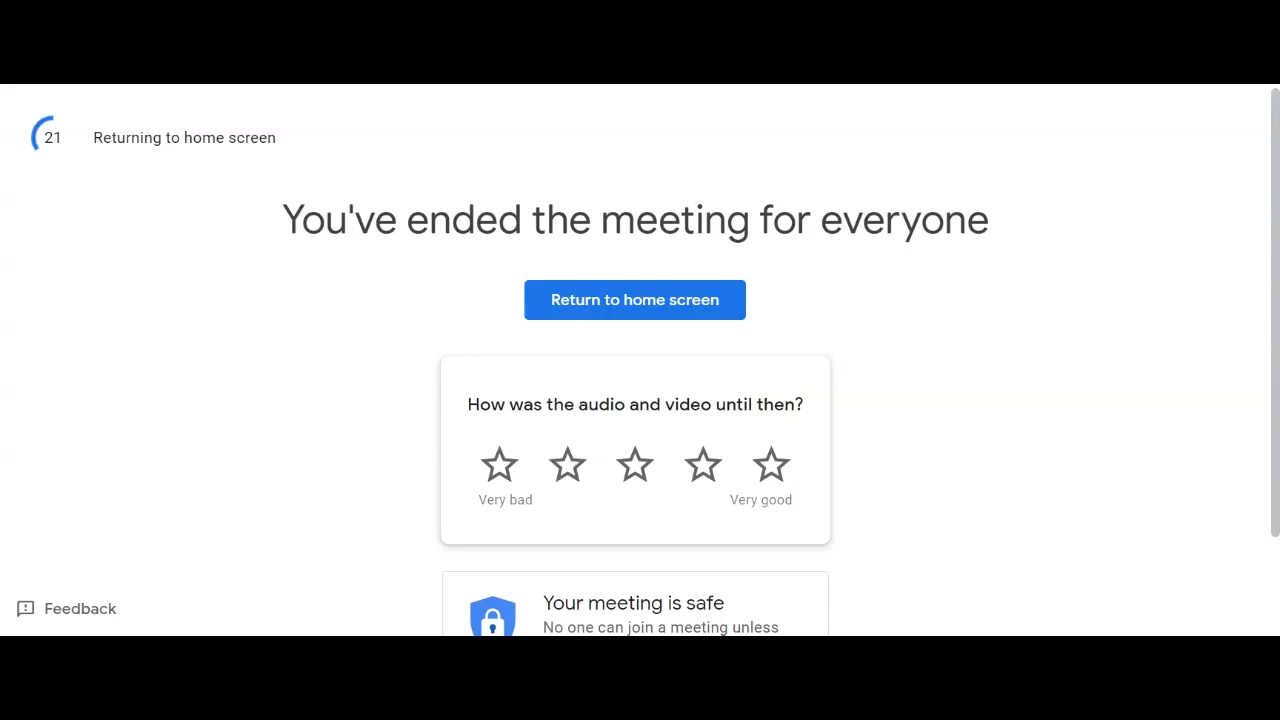 21 Returning to home screen
You've ended the meeting for everyone
Return to home screen
How was the audio and video until then?
Very bad Very good
Your meeting is safe
No one can join a meeting unless
Feedback